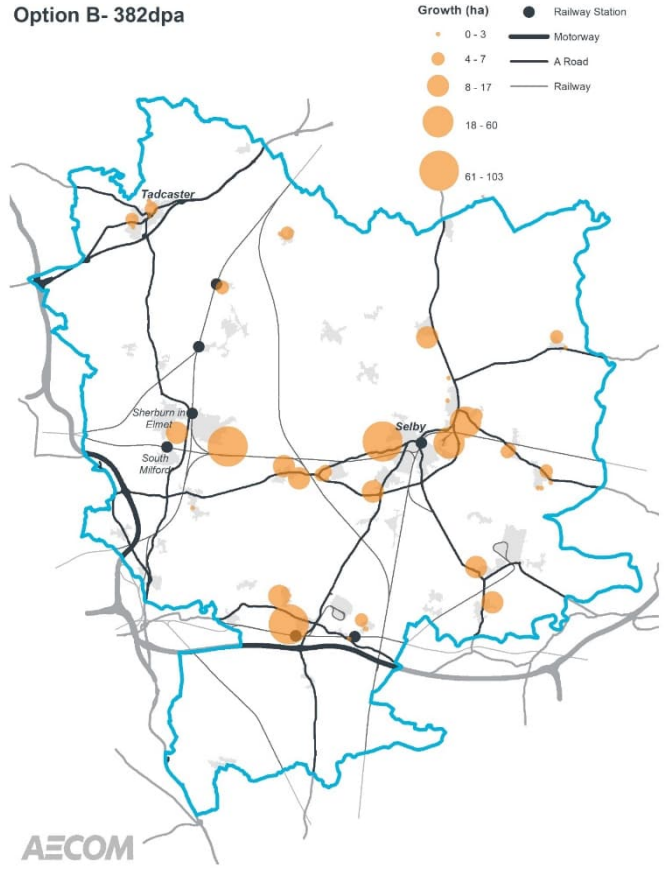 Option B- 382dpa
Growth (ha)
0 - 3
4 - 7
8 - 17
18 - 60
61 - 103
Railway Station
Motorway
A Road
Railway
Tadcaster
Sherburn in
Elmet
South
Milford
Selby
AECOM